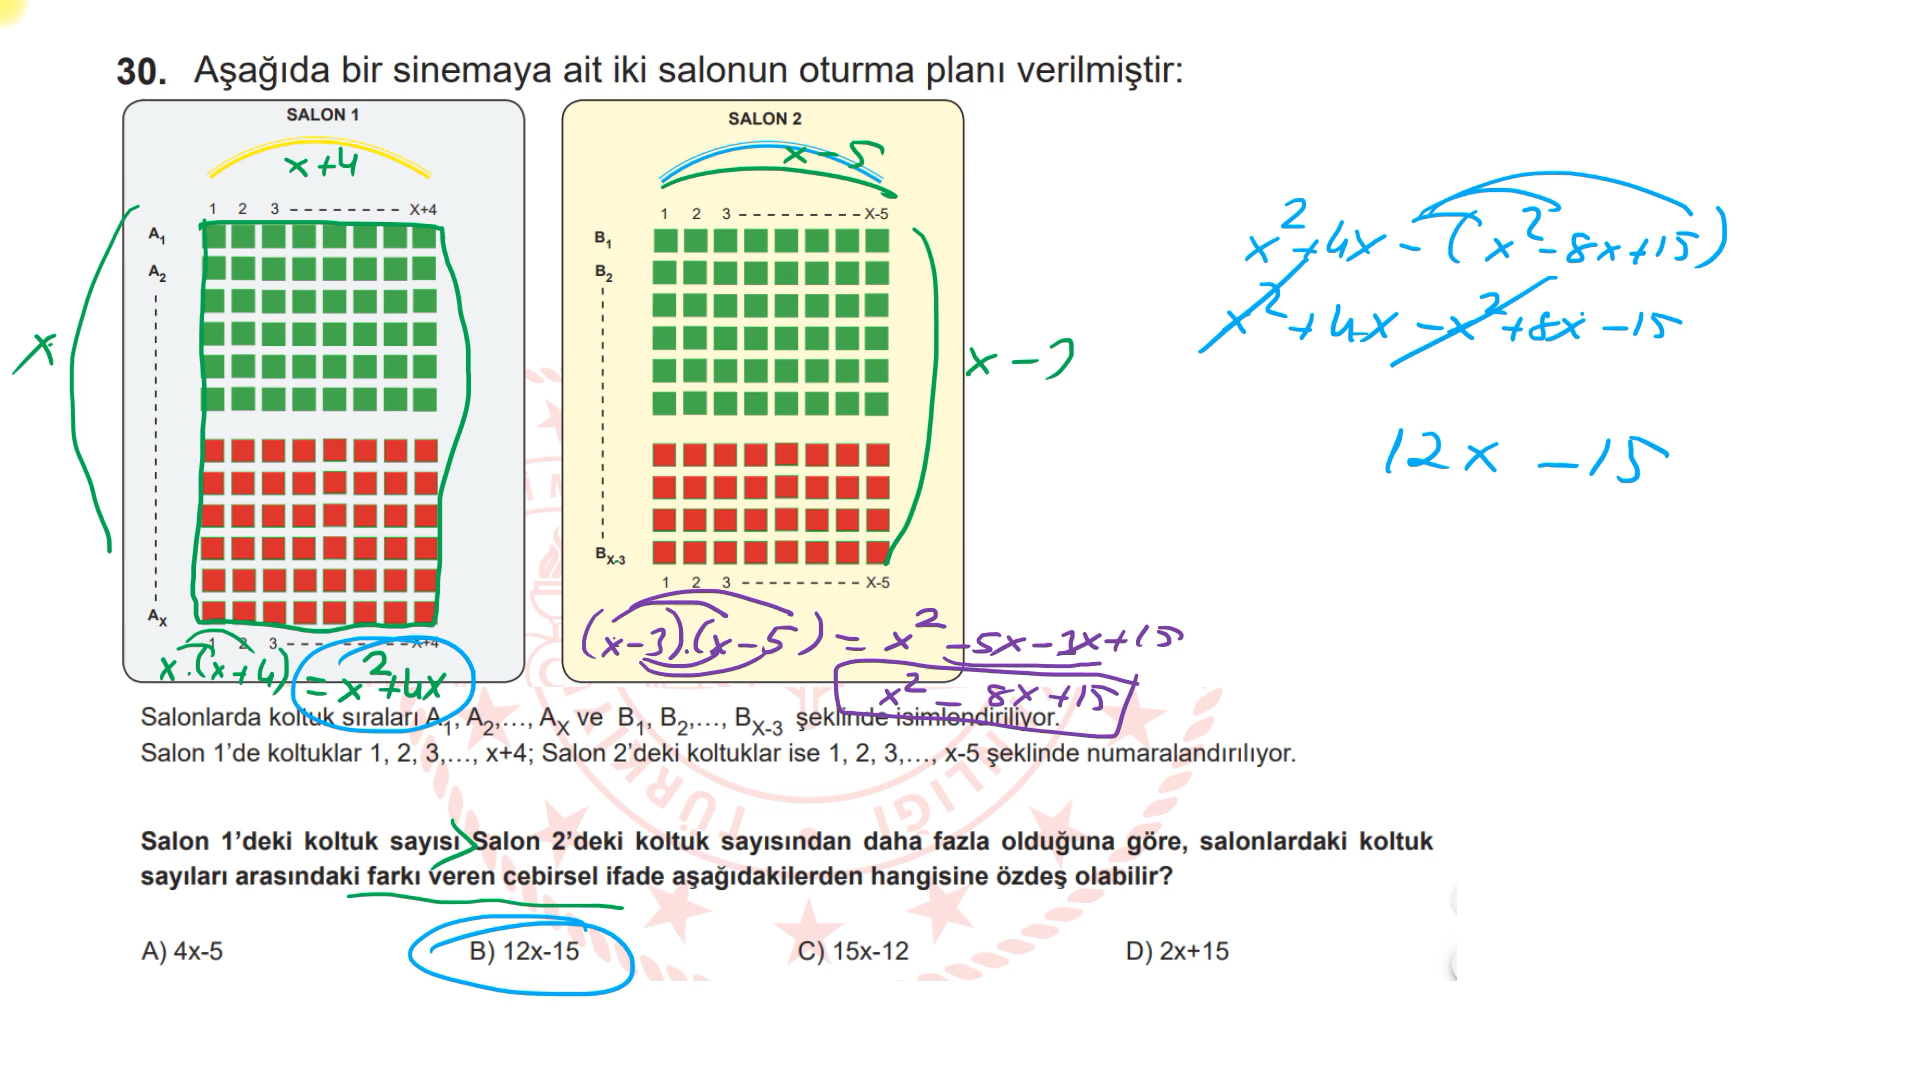 30. Aşağıda bir sinemaya ait iki salonun oturma planı verilmiştir:
SALON 1
x+4
1 2 3 - - - - - - - - X+4
A₁
A₂
x
Aₓ
1 2 3 - - - - - - - - X+4
x.(x+4) = x²+4x
SALON 2
x-5
1 2 3 - - - - - - - - - X-5
B₁
B₂
x-3
Bₓ₋₃
1 2 3 - - - - - - - - - X-5
(x-3).(x-5) = x²-5x-3x+15
x² - 8x+15
x²+4x-(x²-8x+15)
x²+4x-x²+8x-15
12x-15
Salonlarda koltuk sıraları A₁, A₂,…, Aₓ ve B₁, B₂,…, Bₓ₋₃ şeklinde isimlendiriliyor.
Salon 1’de koltuklar 1, 2, 3,…, x+4; Salon 2’deki koltuklar ise 1, 2, 3,…, x-5 şeklinde numaralandırılıyor.
Salon 1’deki koltuk sayısı Salon 2’deki koltuk sayısından daha fazla olduğuna göre, salonlardaki koltuk
sayıları arasındaki farkı veren cebirsel ifade aşağıdakilerden hangisine özdeş olabilir?
A) 4x-5 B) 12x-15 C) 15x-12 D) 2x+15